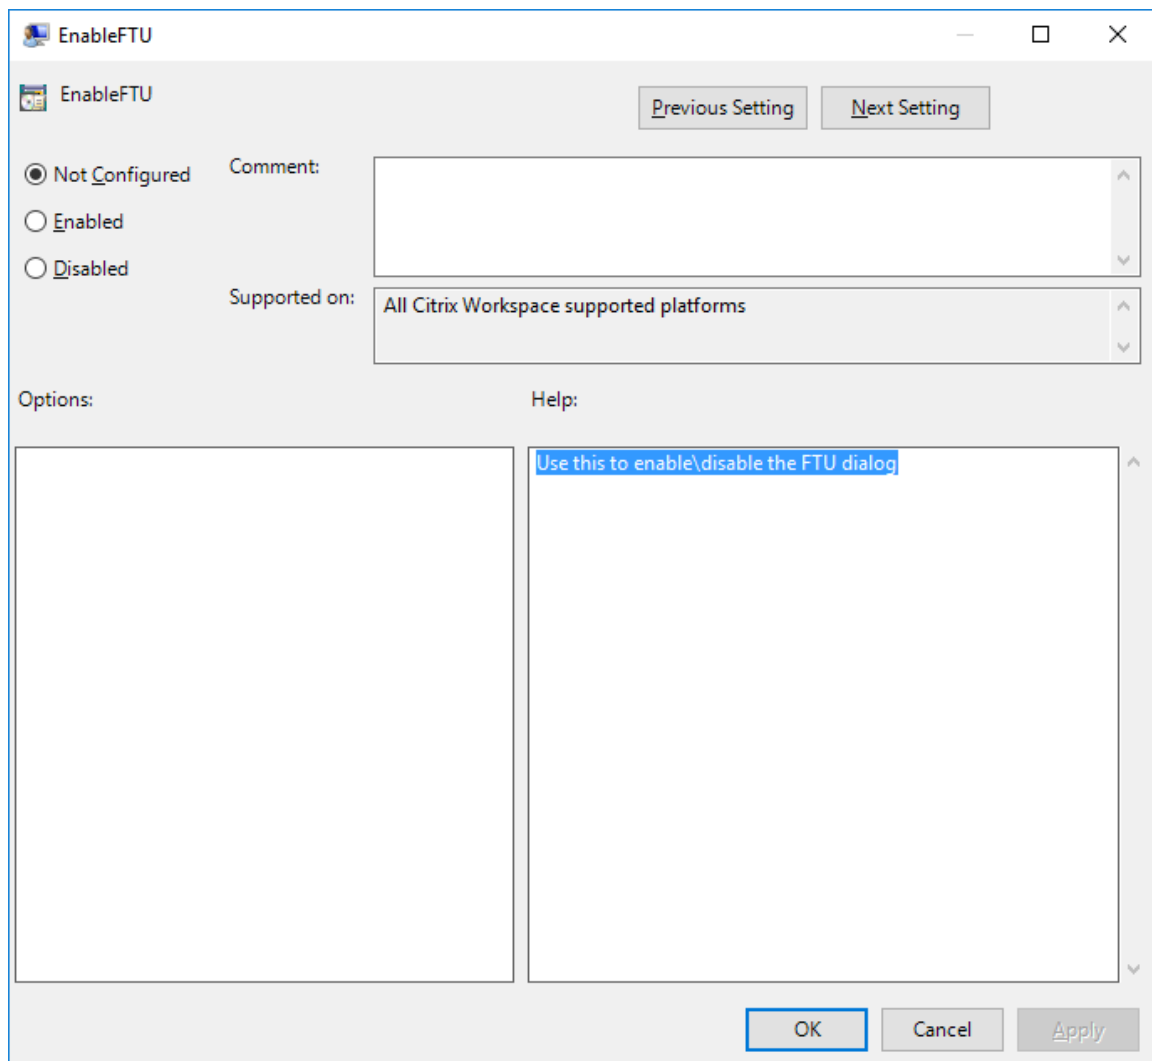 EnableFTU
EnableFTU
Previous Setting
Next Setting
Not Configured
Comment:
Enabled
Disabled
Supported on:
All Citrix Workspace supported platforms
Options:
Help:
Use this to enable\disable the FTU dialog
OK
Cancel
Apply